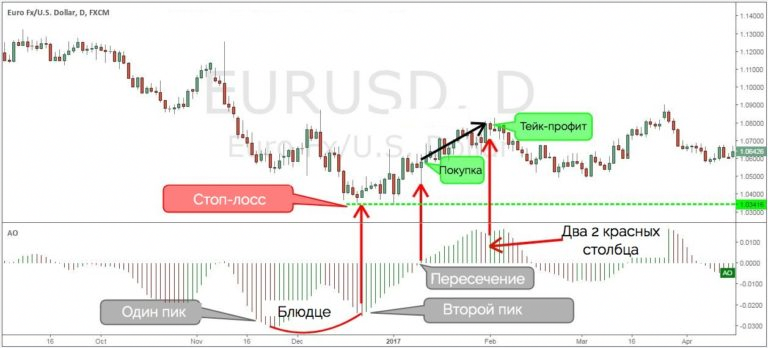 Euro Fx/U.S. Dollar, D, FXCM
EURUSD, D
Euro Fx/U.S. Dollar
1.14000
1.13000
1.12000
1.11000
1.10000
1.09000
1.08000
1.07000
1.06426
1.05000
1.03416
1.03000
Тейк-профит
Покупка
Стоп-лосс
AO
Два 2 красных
столбца
0.0100
0.0000
AO
-0.0100
-0.0200
-0.0300
Пересечение
Один пик
Блюдце
Второй пик
16
Oct
Nov
16
Dec
16
2017
16
Feb
16
Mar
16
Apr